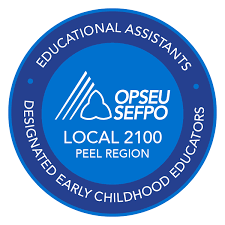 EDUCATIONAL ASSISTANTS
OPSEU
SEFPO
LOCAL 2100
PEEL REGION
DESIGNATED EARLY CHILDHOOD EDUCATORS